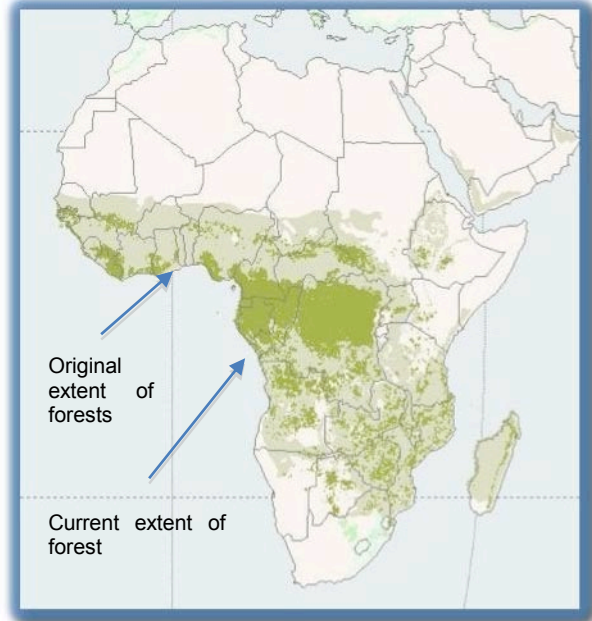 Original
extent of
forests
Current extent of
forest